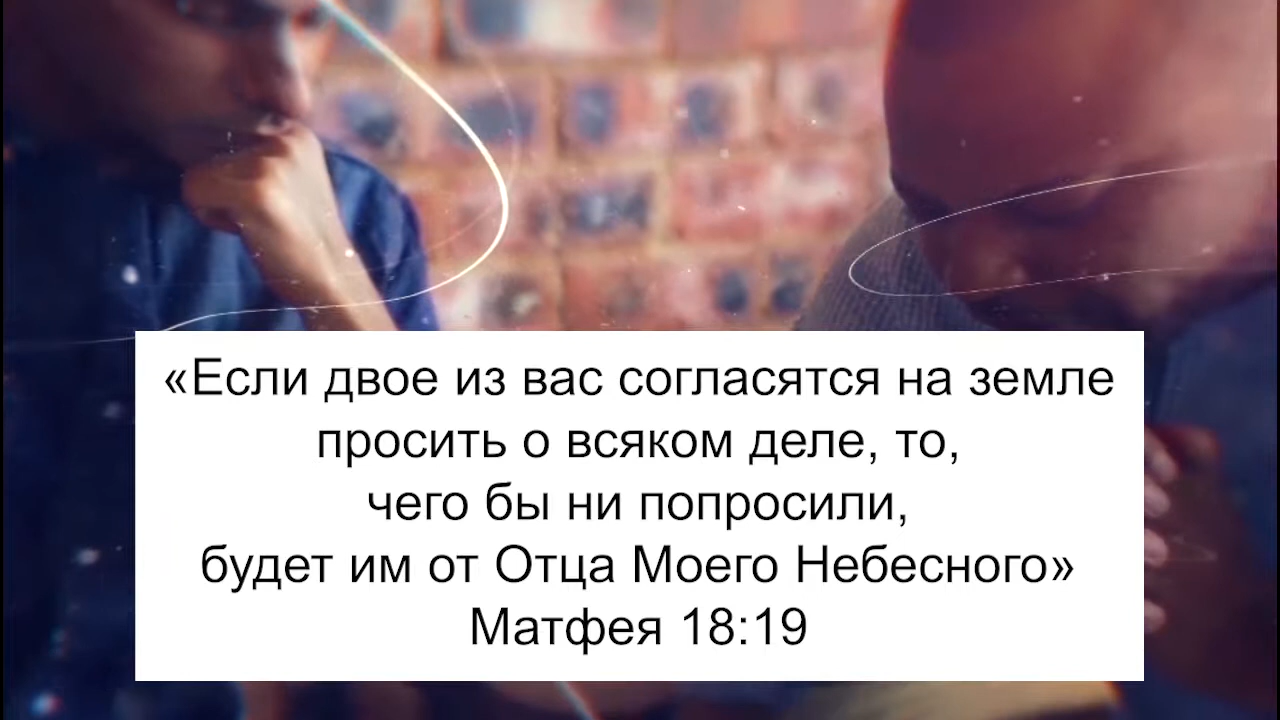 «Если двое из вас согласятся на земле
просить о всяком деле, то,
чего бы ни попросили,
будет им от Отца Моего Небесного»
Матфея 18:19